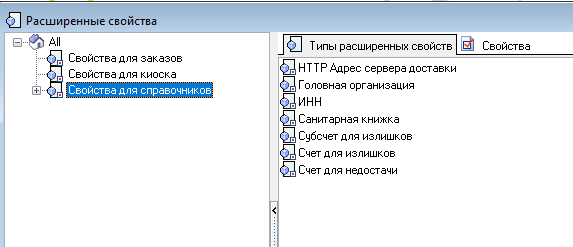 Расширенные свойства
All
Свойства для заказов
Свойства для киоска
Свойства для справочников
Типы расширенных свойств
Свойства
HTTP Адрес сервера доставки
Головная организация
ИНН
Санитарная книжка
Субсчет для излишков
Счет для излишков
Счет для недостачи